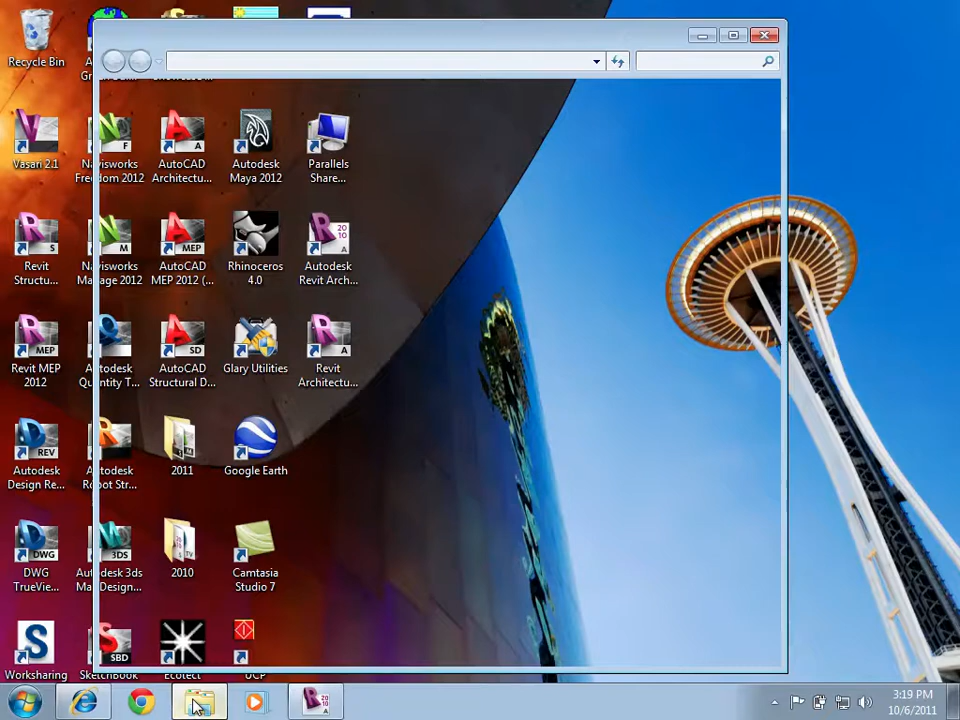 Recycle Bin
Vasari 2.1
Navisworks
Freedom 2012
AutoCAD
Architectu...
Autodesk
Maya 2012
Parallels
Share...
Revit
Structu...
Navisworks
Manage 2012
AutoCAD
MEP 2012 (...
Rhinoceros
4.0
Autodesk
Revit Arch...
Revit MEP
2012
Autodesk
Quantity T...
AutoCAD
Structural D...
Glary Utilities
Revit
Architectu...
Autodesk
Design Re...
Autodesk
Robot Str...
2011
Google Earth
DWG
TrueVie...
Autodesk 3ds
Max Design...
2010
Camtasia
Studio 7
Worksharing
SketchBook
Ecotect
UCP
3:19 PM
10/6/2011